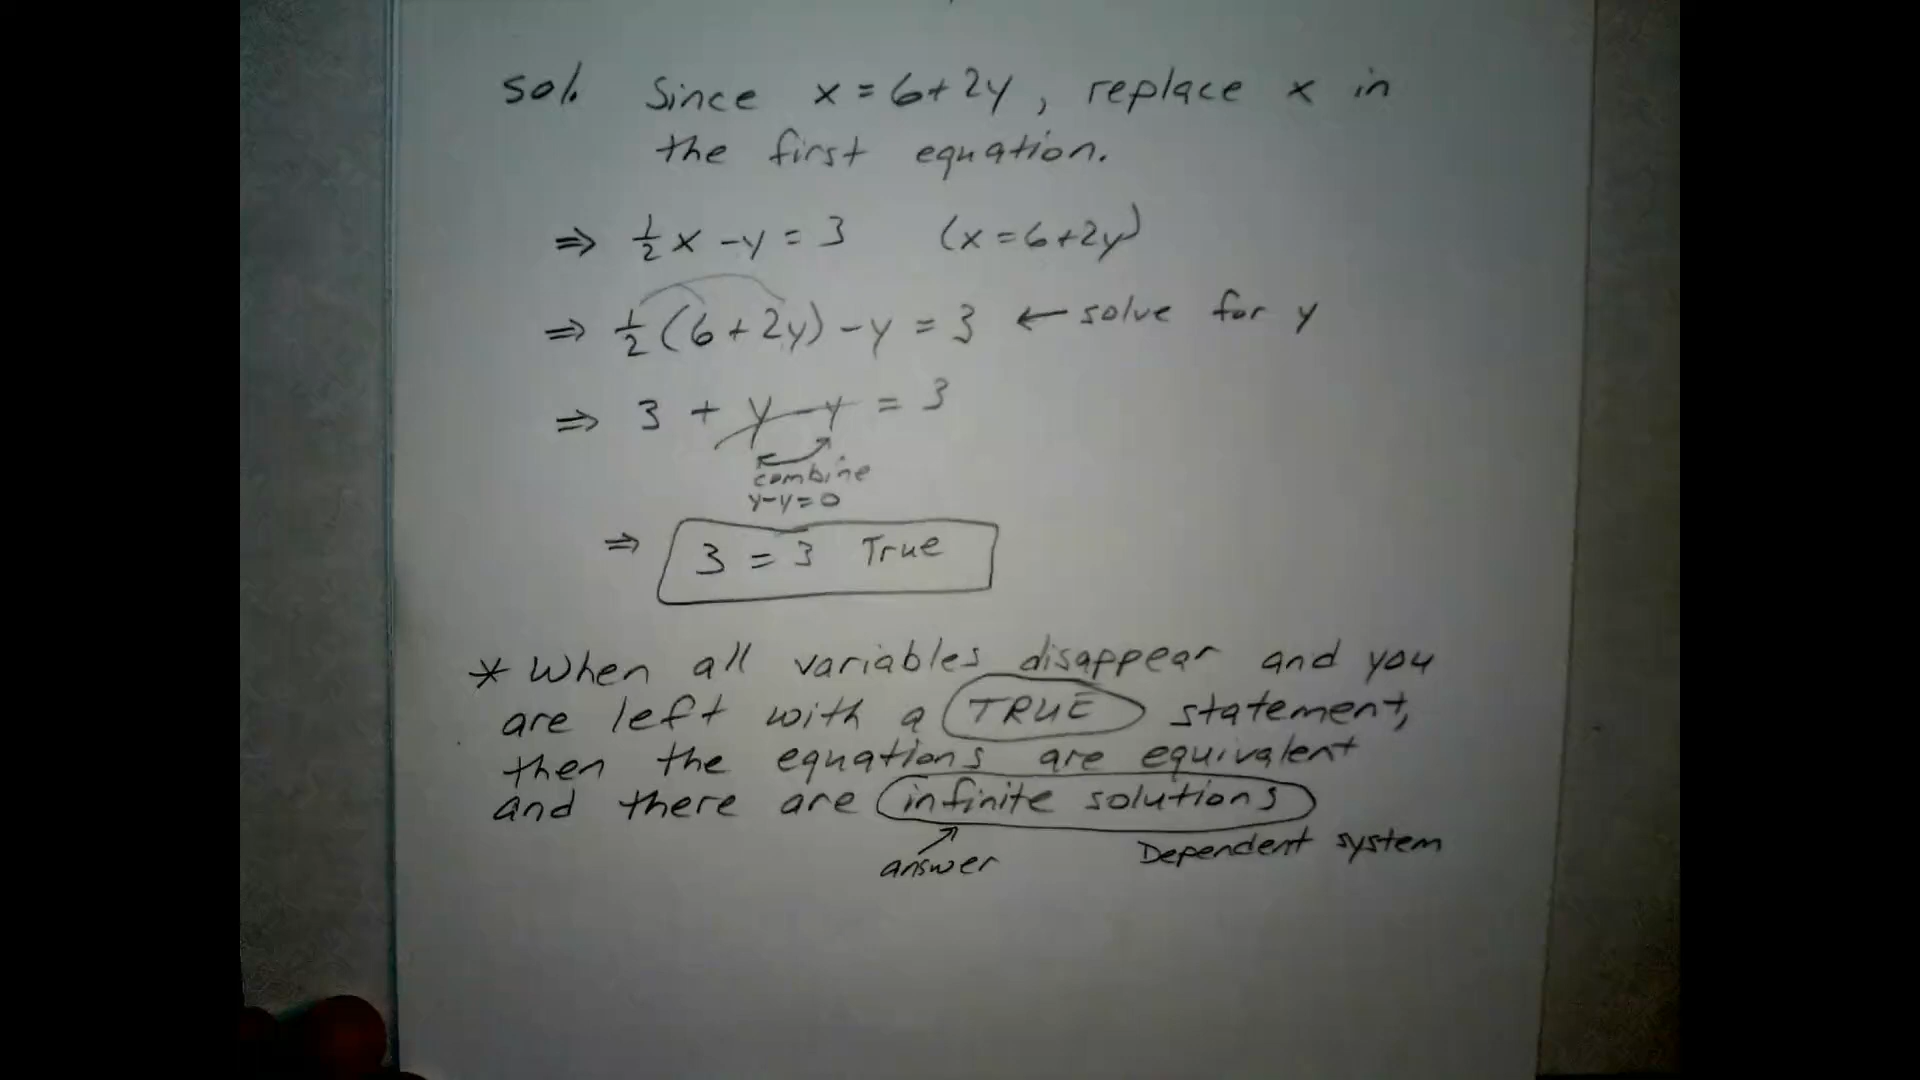 sol. Since x = 6+2y, replace x in
the first equation.
⇒ 1/2 x - y = 3 (x = 6+2y)
⇒ 1/2 (6 + 2y) - y = 3 ← solve for y
⇒ 3 + y - y = 3
combine
y-y=0
⇒ 3 = 3 True
* When all variables disappear and you
are left with a TRUE statement,
then the equations are equivalent
and there are infinite solutions
answer Dependent system